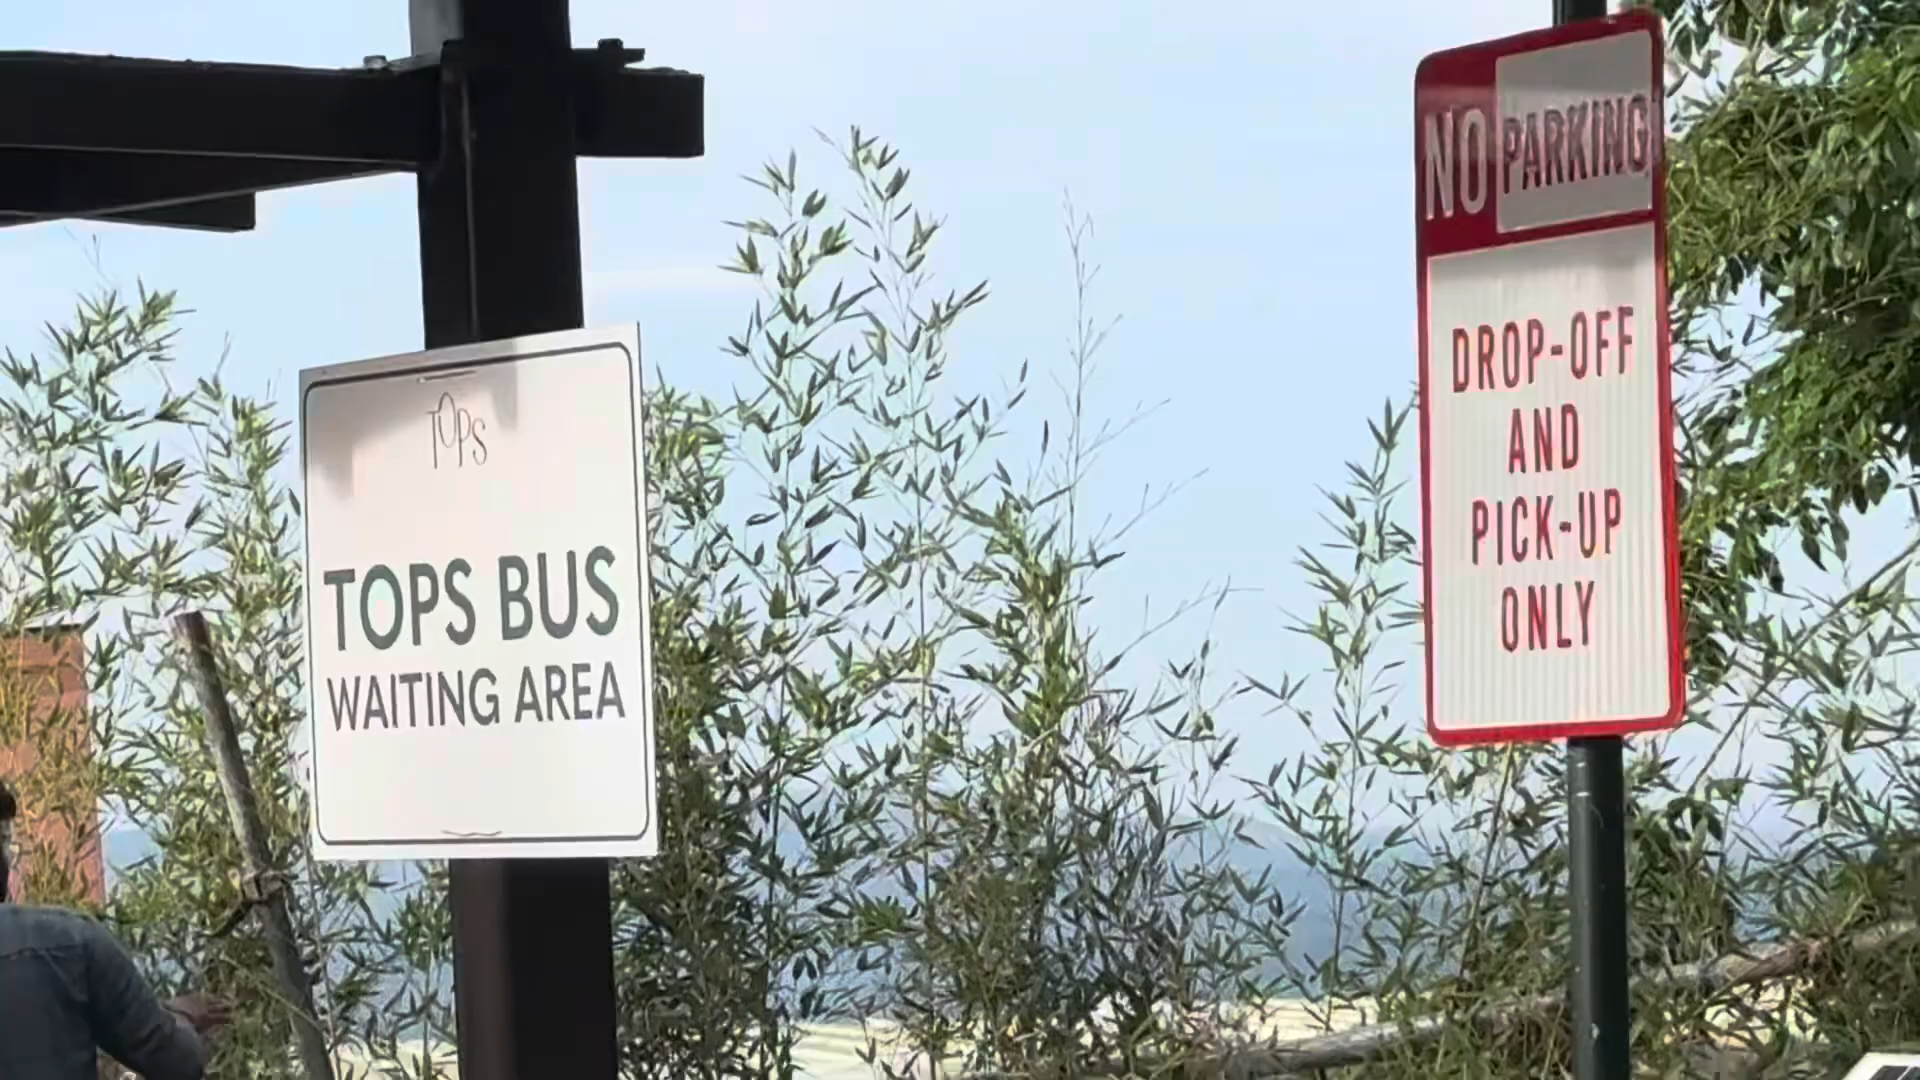 TOPS
TOPS BUS
WAITING AREA
NO PARKING
DROP-OFF
AND
PICK-UP
ONLY